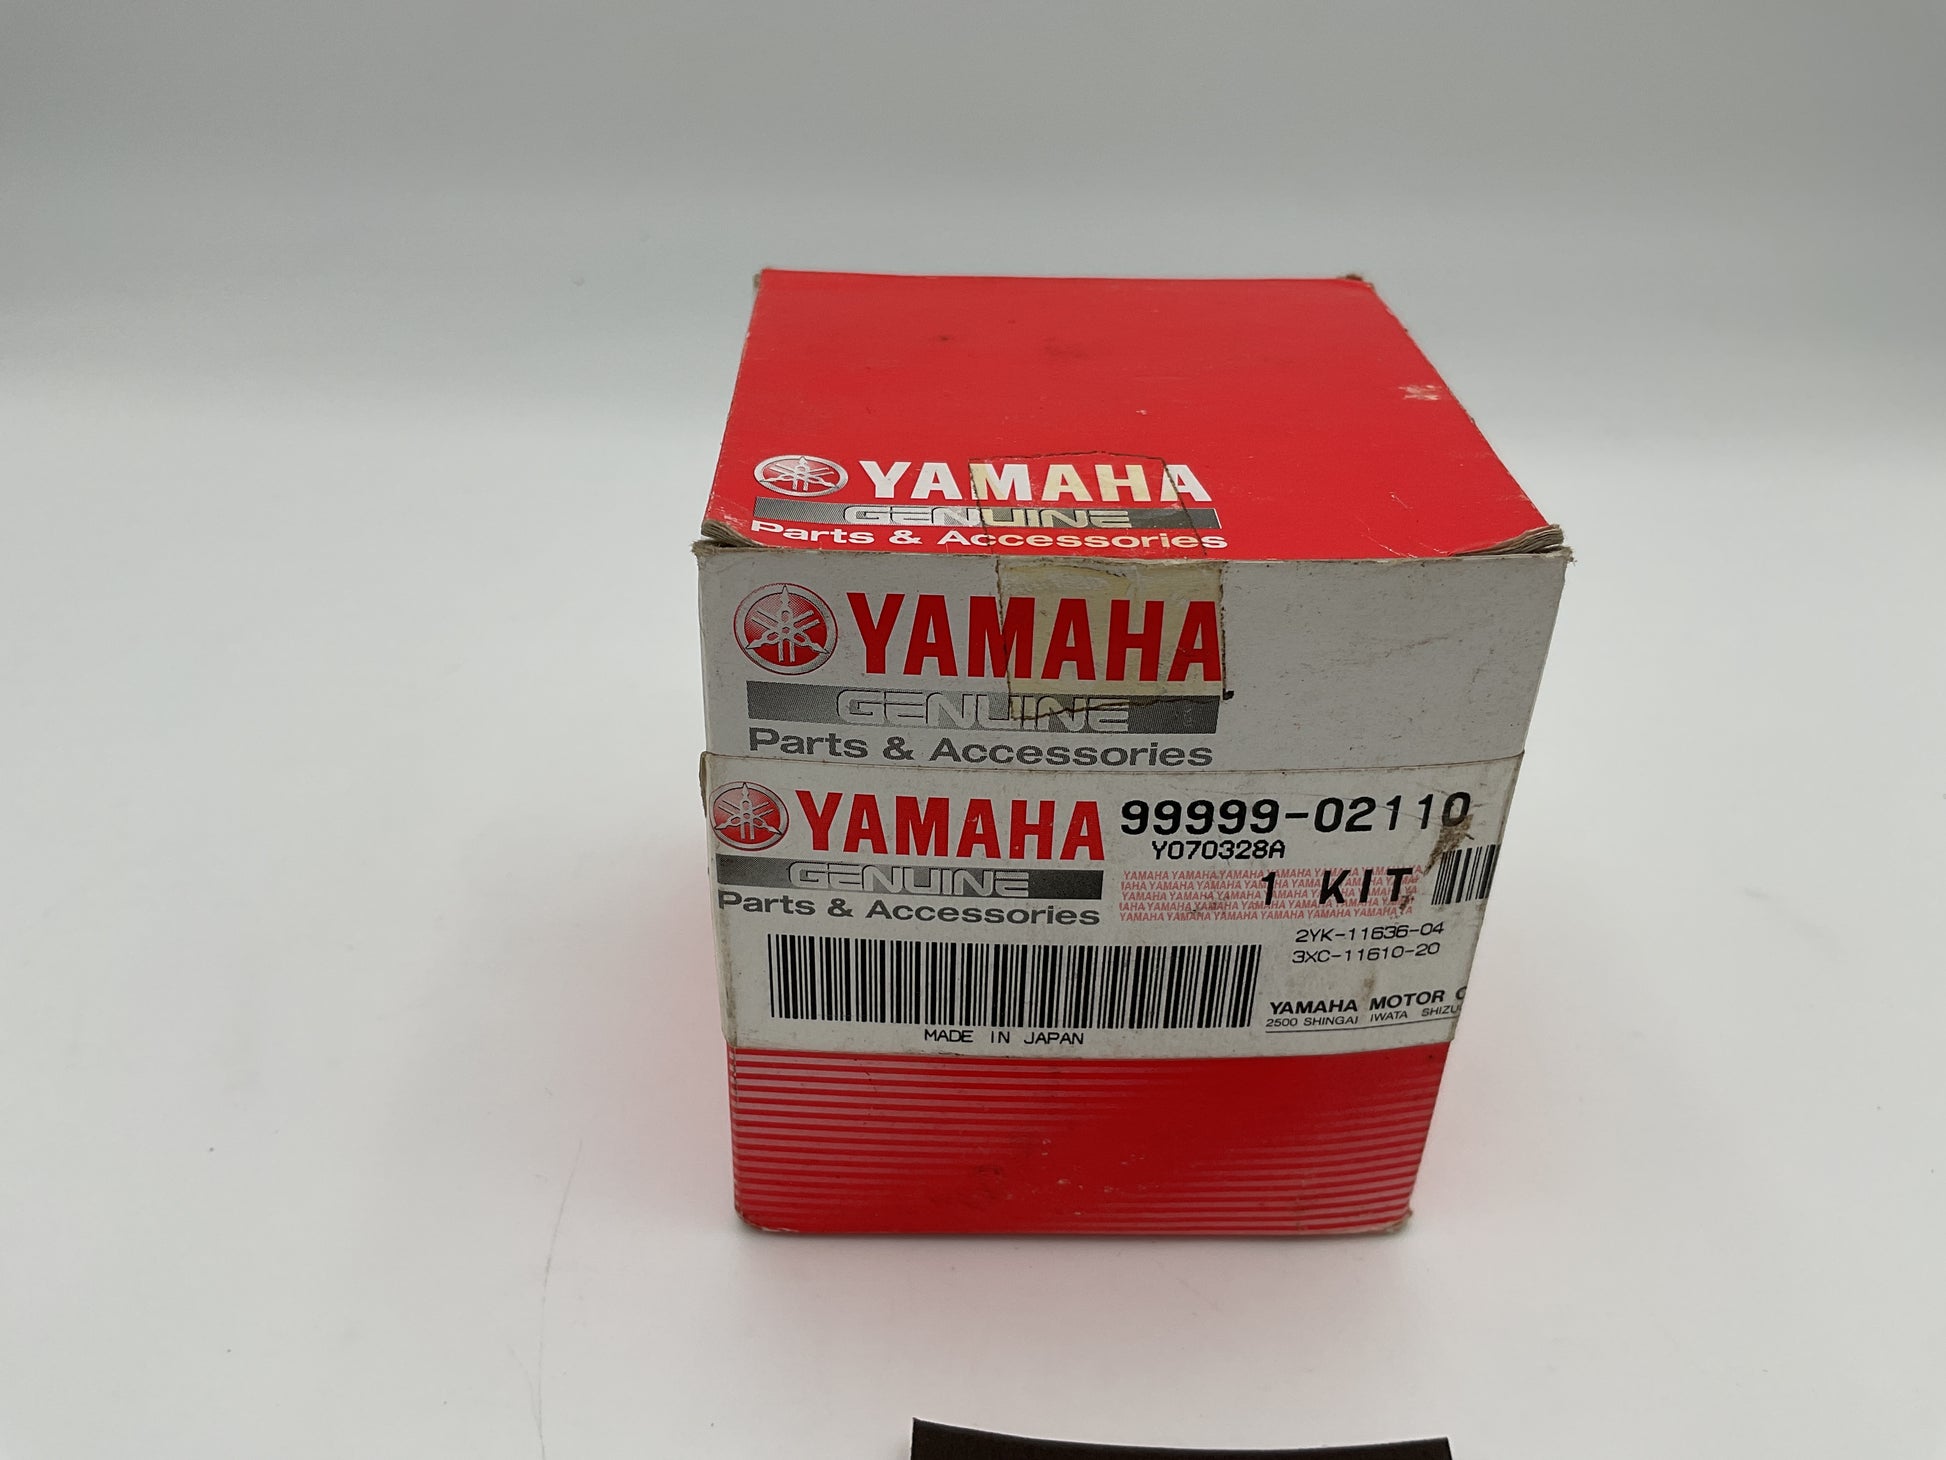 YAMAHA
GENUINE
Parts & Accessories
YAMAHA
GENUINE
Parts & Accessories
YAMAHA
GENUINE
Parts & Accessories
99999-02110
Y070328A
1 KIT
2YK-11636-04
3XC-11610-20
YAMAHA MOTOR
2500 SHINGAI IWATA
MADE IN JAPAN